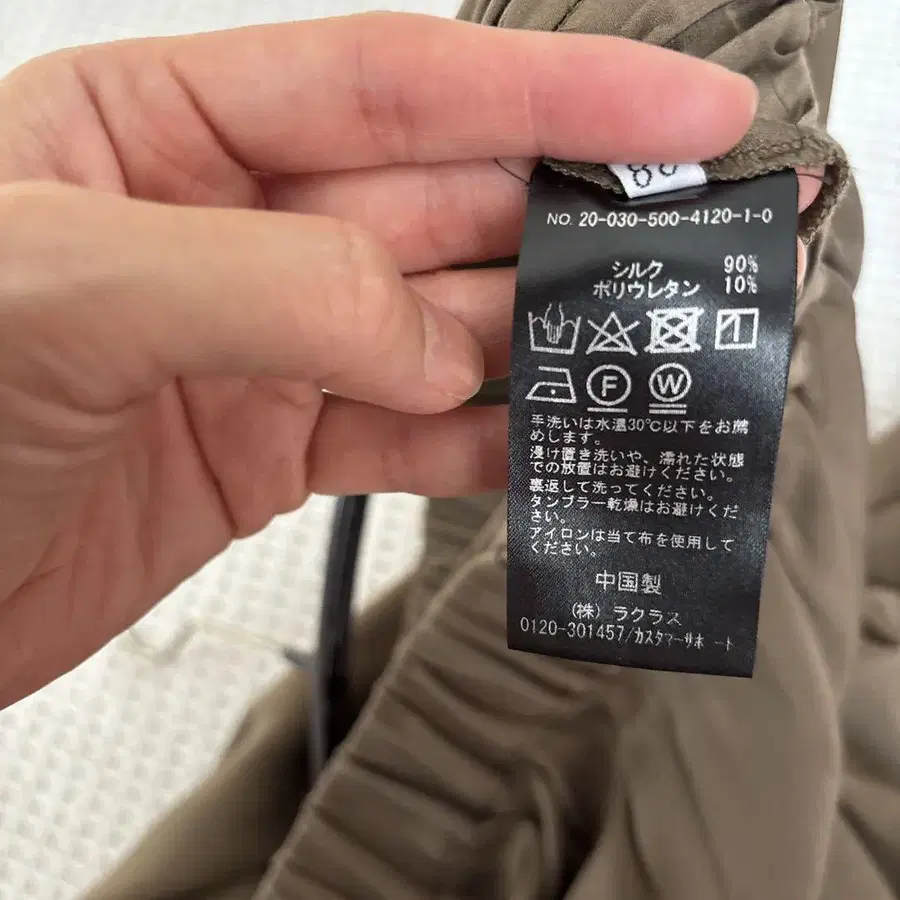 NO. 20-030-500-4120-1-0
シルク 90%
ポリウレタン 10%
F W
手洗いは水温30℃以下をお薦
めします。
浸け置き洗いや、濡れた状態
での放置はお避けください。
裏返して洗ってください。
タンブラー乾燥はお避けくだ
さい。
アイロンは当て布を使用して
ください。
中国製
(株) ラクラス
0120-301457/カスタマーサポート